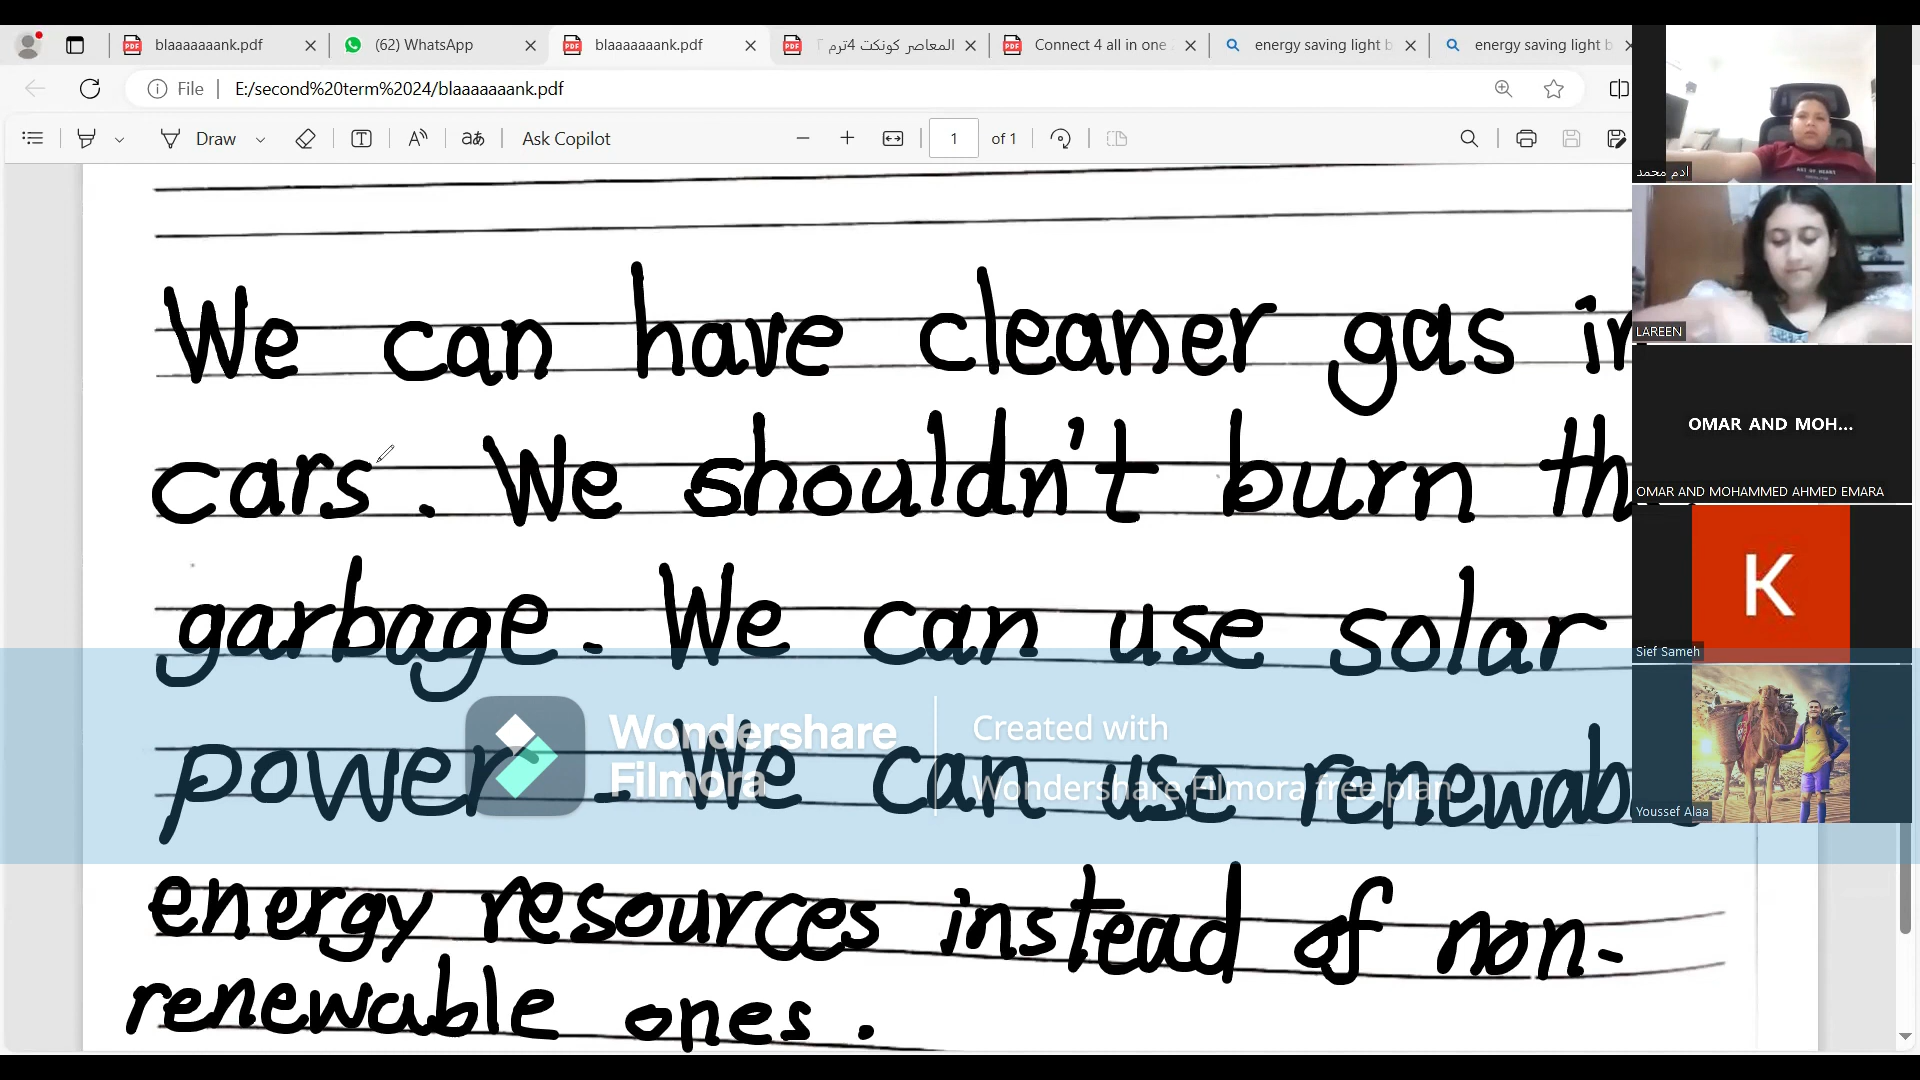 blaaaaaaank.pdf
(62) WhatsApp
blaaaaaaank.pdf
المعاصر كونكت 4ترم
Connect 4 all in one
energy saving light b
energy saving light b
File
E:/second%20term%2024/blaaaaaaank.pdf
Draw
Ask Copilot
1
of 1
We can have cleaner gas in
cars. We shouldn't burn th
garbage. We can use solar
power. We can use renewab
energy resources instead of non-
renewable ones.
Wondershare
Filmora
Created with
Wondershare Filmora free plan
ادم محمد
LAREEN
OMAR AND MOH...
OMAR AND MOHAMMED AHMED EMARA
K
Sief Sameh
Youssef Alaa